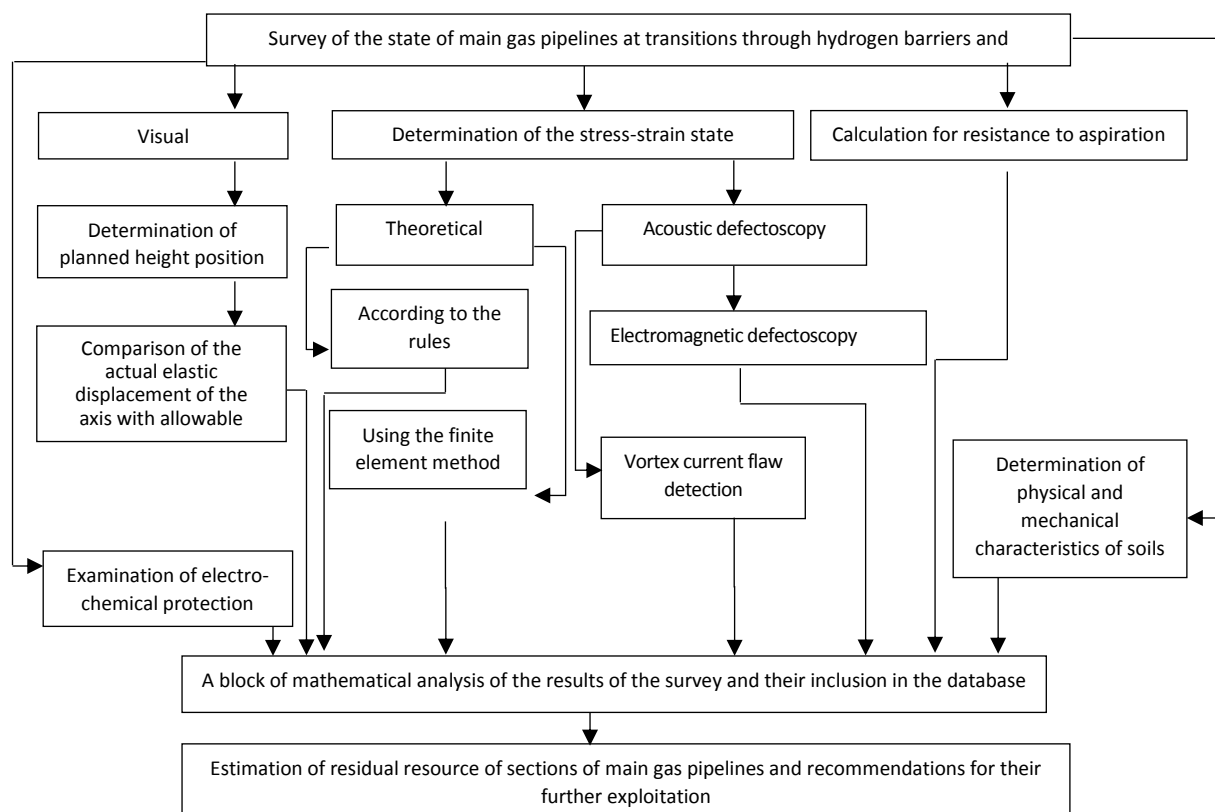 Survey of the state of main gas pipelines at transitions through hydrogen barriers and
Visual
Determination of the stress-strain state
Calculation for resistance to aspiration
Determination of
planned height position
Theoretical
Acoustic defectoscopy
According to the
rules
Electromagnetic defectoscopy
Comparison of the
actual elastic
displacement of the
axis with allowable
Using the finite
element method
Vortex current flaw
detection
Determination of
physical and
mechanical
characteristics of soils
Examination of electro-
chemical protection
A block of mathematical analysis of the results of the survey and their inclusion in the database
Estimation of residual resource of sections of main gas pipelines and recommendations for their
further exploitation